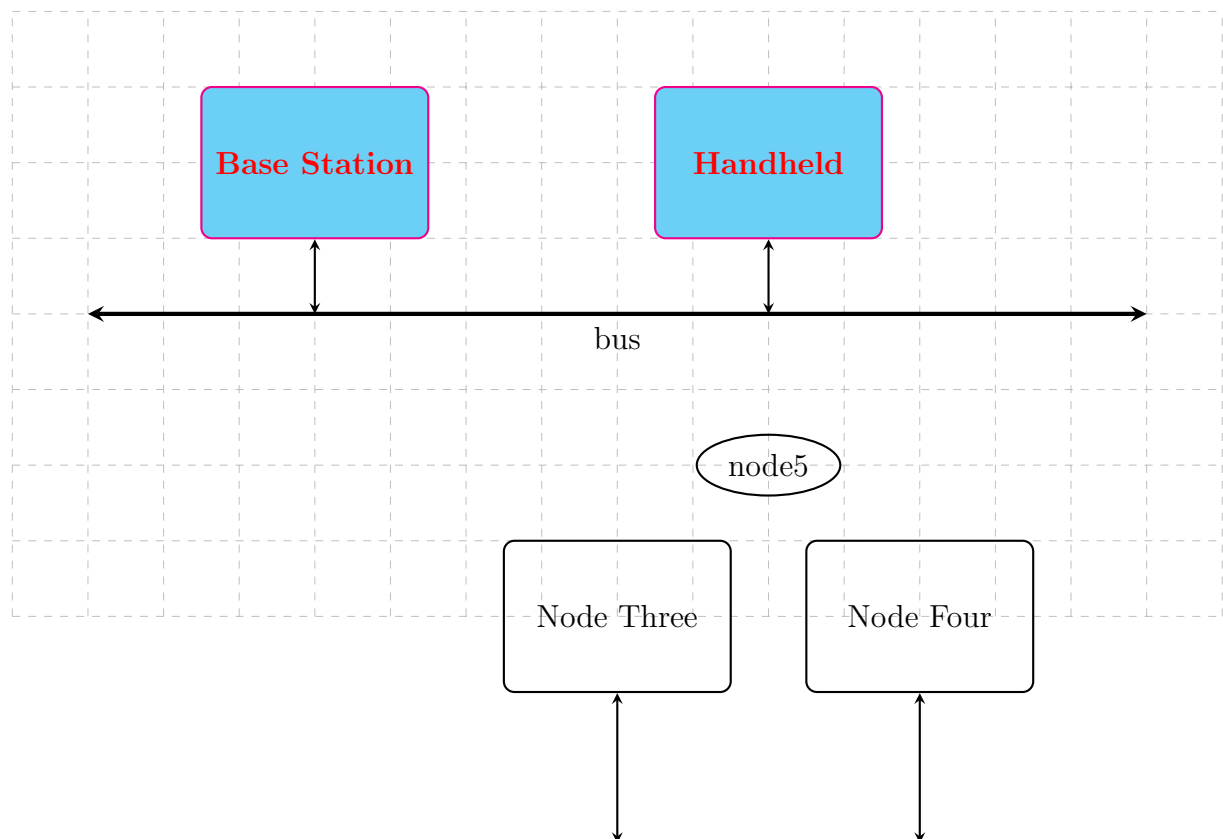 Base Station
Handheld
bus
node5
Node Three
Node Four